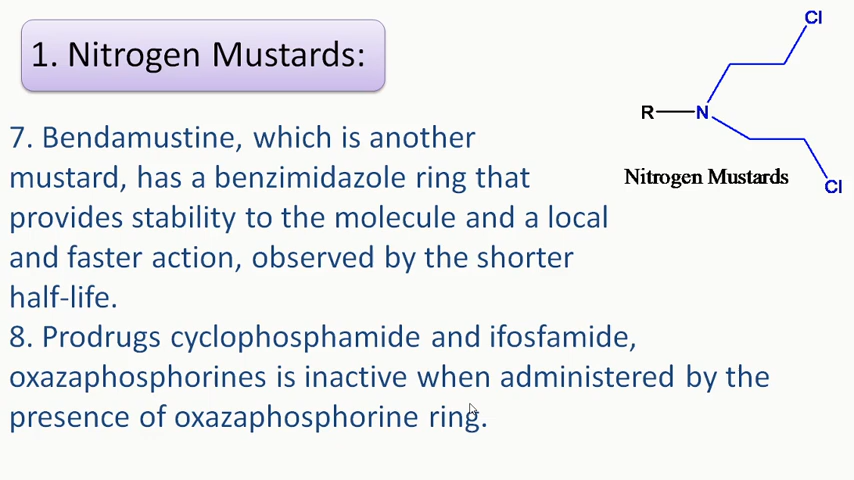 1. Nitrogen Mustards:
Cl
R
N
Nitrogen Mustards
Cl
7. Bendamustine, which is another
mustard, has a benzimidazole ring that
provides stability to the molecule and a local
and faster action, observed by the shorter
half-life.
8. Prodrugs cyclophosphamide and ifosfamide,
oxazaphosphorines is inactive when administered by the
presence of oxazaphosphorine ring.